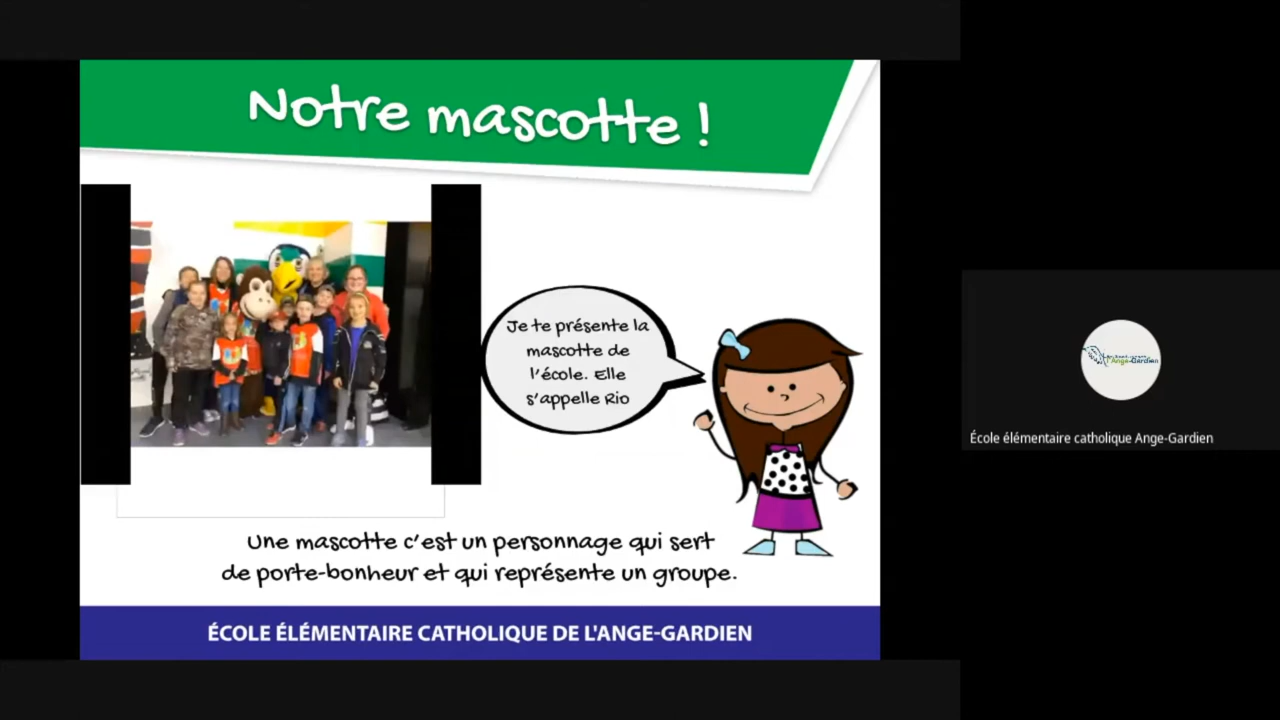 Notre mascotte !
Je te présente la
mascotte de
l'école. Elle
s'appelle Rio
Une mascotte c'est un personnage qui sert
de porte-bonheur et qui représente un groupe.
ÉCOLE ÉLÉMENTAIRE CATHOLIQUE DE L'ANGE-GARDIEN
l'Ange-Gardien
École élémentaire catholique Ange-Gardien